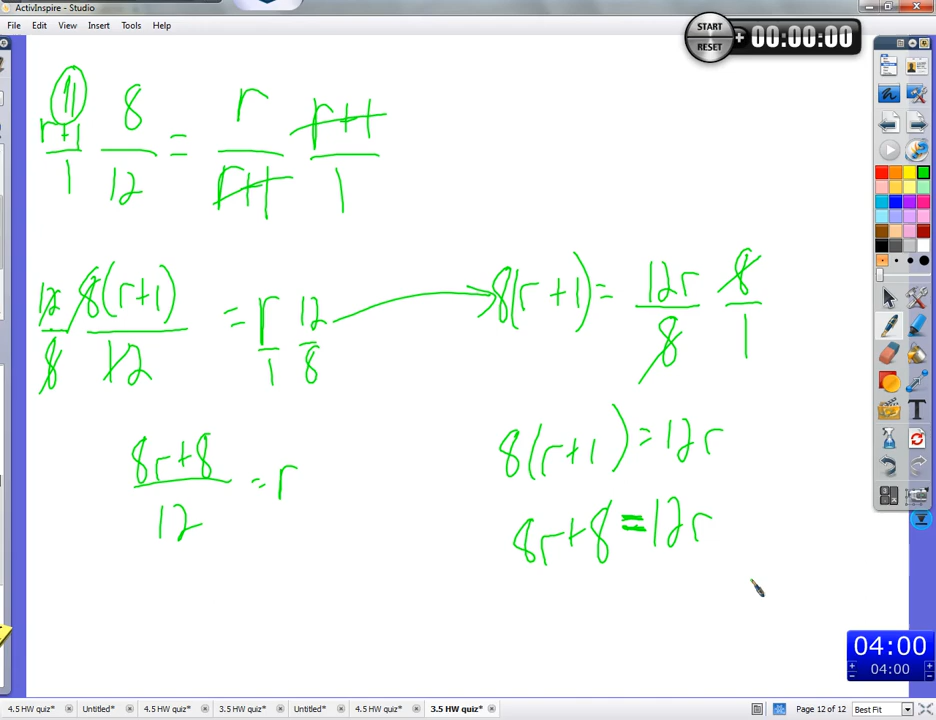 ActivInspire - Studio
File Edit View Insert Tools Help
START
RESET
+ 00:00:00
11
r+1/1 8/12 = r/r+1 r+1/1
12/8 8(r+1)/12 = r/1 12/8
8(r+1)= 12r/8 8/1
8r+8/12 = r
8(r+1)=12r
8r+8=12r
04:00
04:00
4.5 HW quiz* Untitled* 4.5 HW quiz* 3.5 HW quiz* Untitled* 4.5 HW quiz* 3.5 HW quiz*
Page 12 of 12 Best Fit